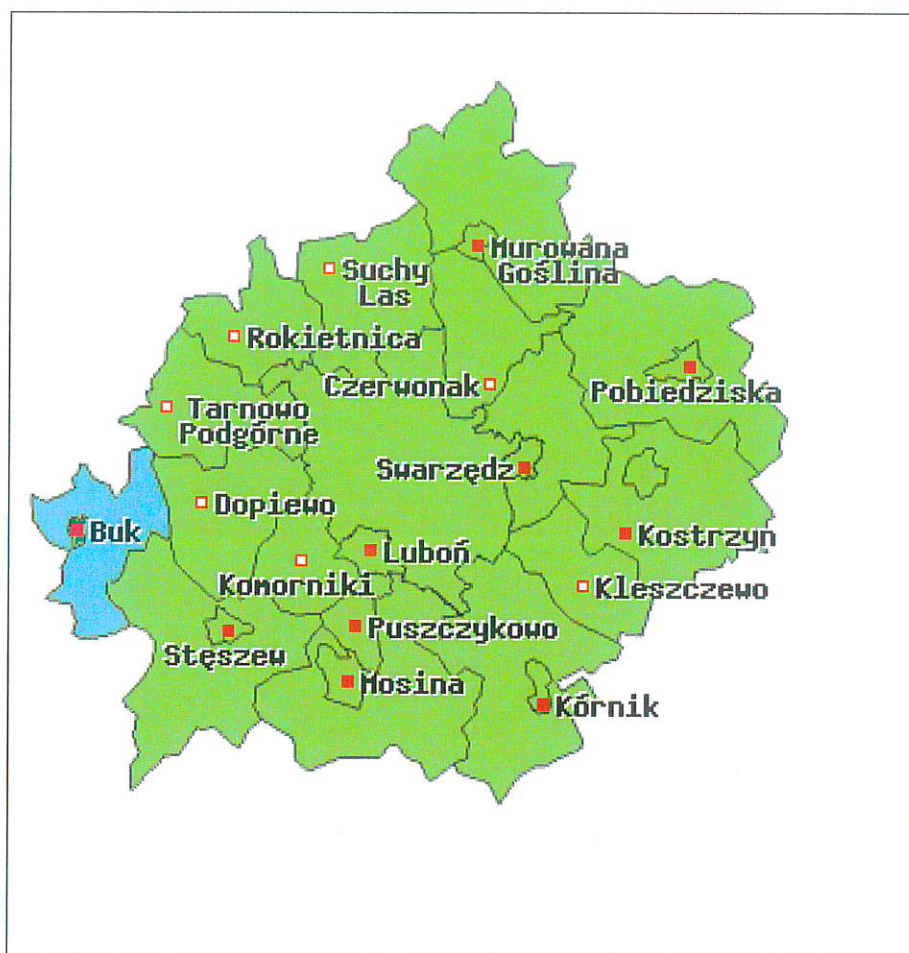 Murowana
Goślina
Suchy
Las
Rokietnica
Pobiedziska
Czerwonak
Tarnowo
Podgórne
Swarzędz
Dopiewo
Buk
Kostrzyn
Luboń
Komorniki
Kleszczewo
Puszczykowo
Stęszew
Mosina
Kórnik